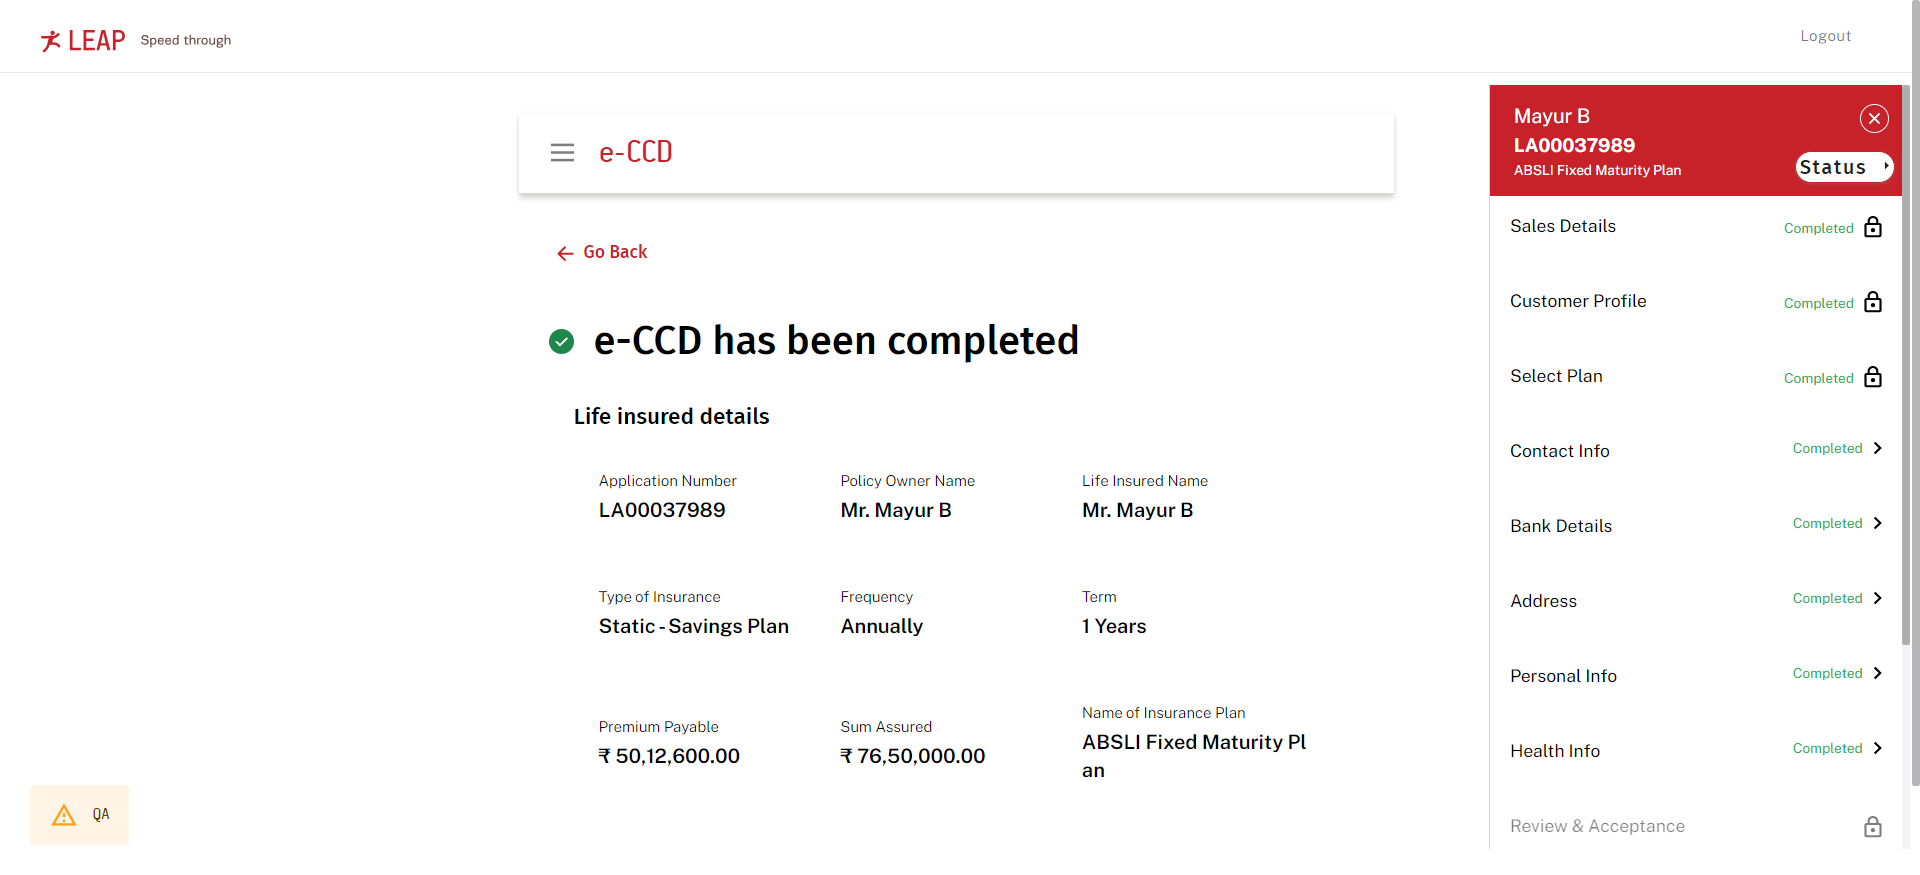 LEAP Speed through
Logout
e-CCD
Go Back
e-CCD has been completed
Life insured details
Application Number
LA00037989
Policy Owner Name
Mr. Mayur B
Life Insured Name
Mr. Mayur B
Type of Insurance
Static - Savings Plan
Frequency
Annually
Term
1 Years
Premium Payable
₹ 50,12,600.00
Sum Assured
₹ 76,50,000.00
Name of Insurance Plan
ABSLI Fixed Maturity Pl
an
QA
Mayur B
LA00037989
ABSLI Fixed Maturity Plan
Status
Sales Details Completed
Customer Profile Completed
Select Plan Completed
Contact Info Completed
Bank Details Completed
Address Completed
Personal Info Completed
Health Info Completed
Review & Acceptance